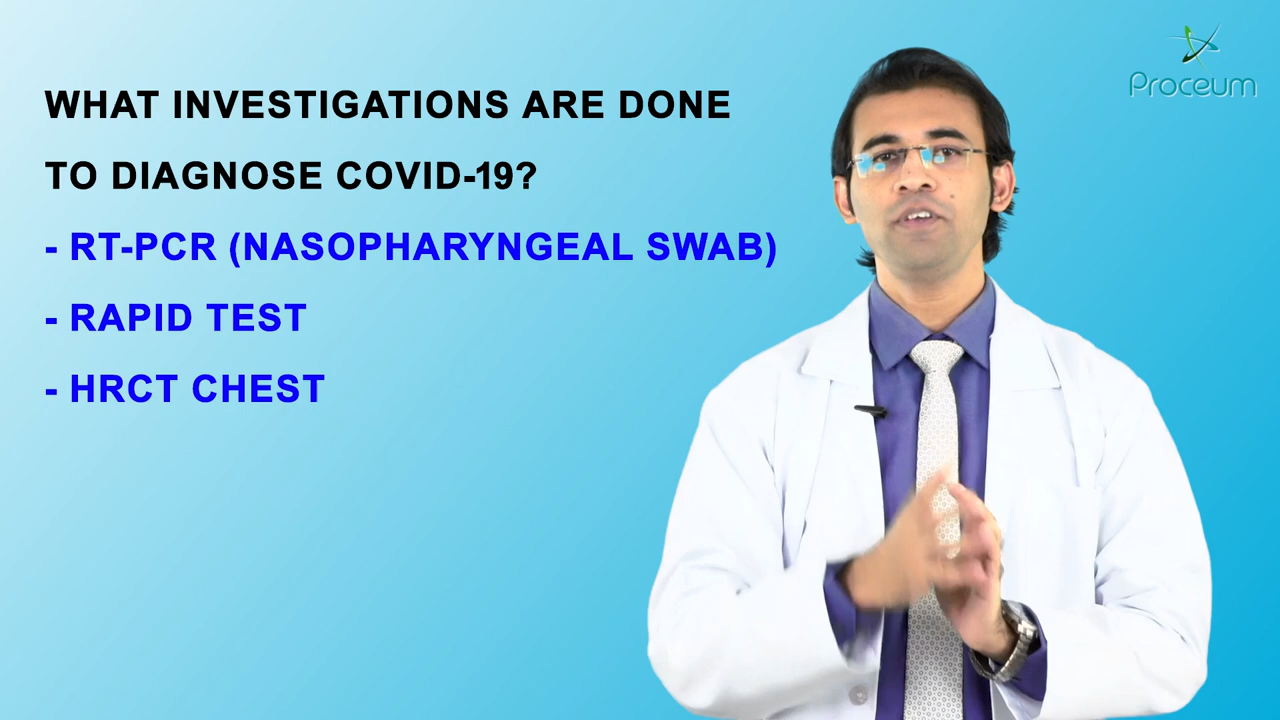 WHAT INVESTIGATIONS ARE DONE
TO DIAGNOSE COVID-19?
- RT-PCR (NASOPHARYNGEAL SWAB)
- RAPID TEST
- HRCT CHEST
Proceum